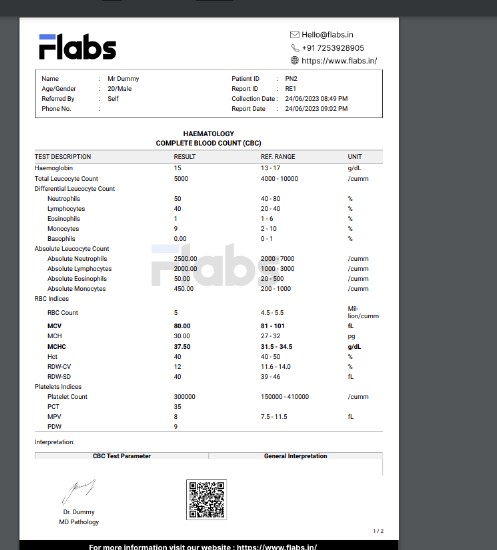 Flabs
Hello@flabs.in
+91 7253928905
https://www.flabs.in/
Name : Mr Dummy Patient ID : PN2
Age/Gender : 20/Male Report ID : RE1
Referred By : Self Collection Date : 24/06/2023 08:49 PM
Phone No. : Report Date : 24/06/2023 09:02 PM
HAEMATOLOGY
COMPLETE BLOOD COUNT (CBC)
TEST DESCRIPTION RESULT REF. RANGE UNIT
Haemoglobin 15 13 - 17 g/dL
Total Leucocyte Count 5000 4000 - 10000 /cumm
Differential Leucocyte Count
Neutrophils 50 40 - 80 %
Lymphocytes 40 20 - 40 %
Eosinophils 1 1 - 6 %
Monocytes 9 2 - 10 %
Basophils 0.00 0 - 1 %
Absolute Leucocyte Count
Absolute Neutrophils 2500.00 2000 - 7000 /cumm
Absolute Lymphocytes 2000.00 1000 - 3000 /cumm
Absolute Eosinophils 50.00 20 - 500 /cumm
Absolute Monocytes 450.00 200 - 1000 /cumm
Flabs
RBC Indices
RBC Count 5 4.5 - 5.5 Mil-
lion/cumm
MCV 80.00 81 - 101 fL
MCH 30.00 27 - 32 pg
MCHC 37.50 31.5 - 34.5 g/dL
Hct 40 40 - 50 %
RDW-CV 12 11.6 - 14.0 %
RDW-SD 40 39 - 46 fL
Platelets Indices
Platelet Count 300000 150000 - 410000 /cumm
PCT 35
MPV 8 7.5 - 11.5 fL
PDW 9
Interpretation:
CBC Test Parameter General Interpretation
Dr. Dummy
MD Pathology
1 / 2
For more information visit our website : https://www.flabs.in/